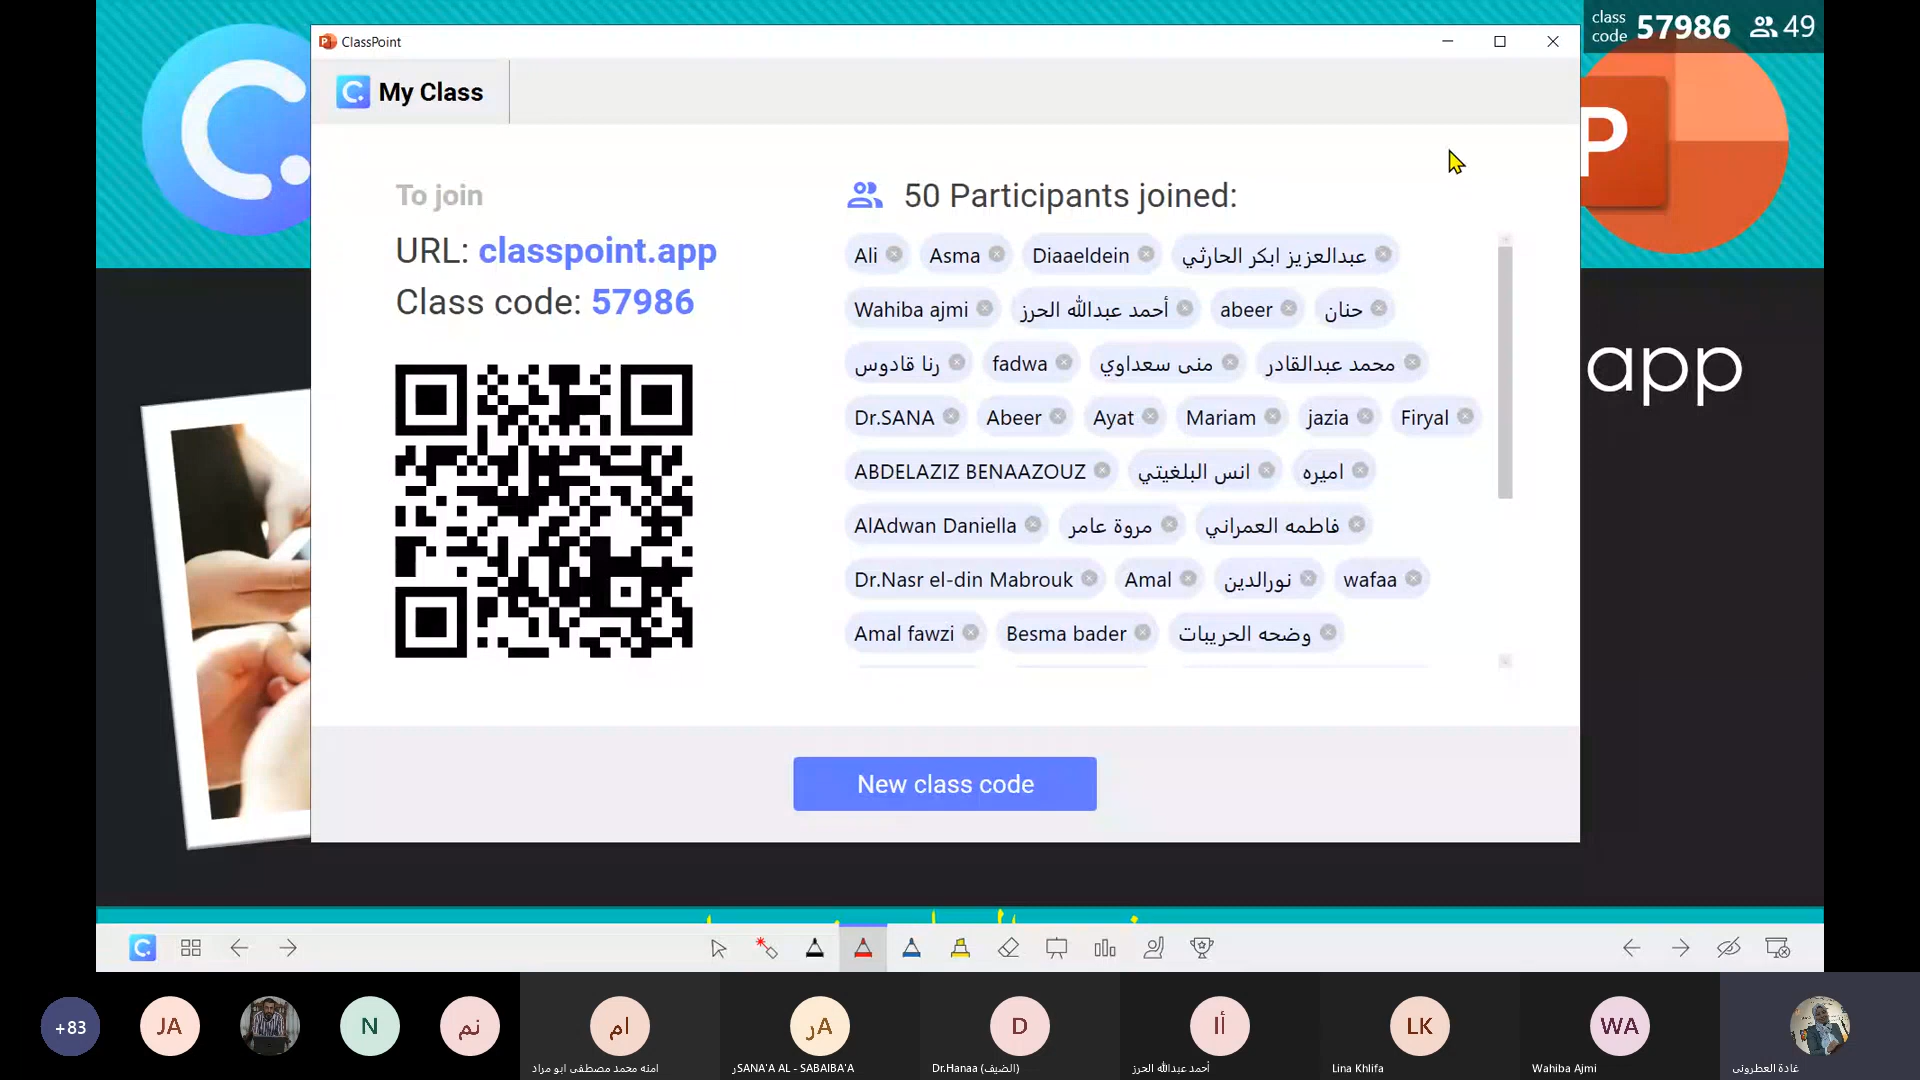 class code 57986 49
ClassPoint
My Class
To join
URL: classpoint.app
Class code: 57986
50 Participants joined:
Ali Asma Diaaeldein عبدالعزيز ابكر الحارثي
Wahiba ajmi أحمد عبدالله الحرز abeer حنان
رنا قادوس fadwa منى سعداوي محمد عبدالقادر
Dr.SANA Abeer Ayat Mariam jazia Firyal
ABDELAZIZ BENAAZOUZ انس البلغيتي اميره
AlAdwan Daniella مروة عامر فاطمه العمراني
Dr.Nasr el-din Mabrouk Amal نورالدين wafaa
Amal fawzi Besma bader وضحه الحريبات
New class code
P
app
+83 JA N نم ام رA D أا LK WA
امنه محمد مصطفى ابو مراد
رSANA'A AL - SABAIBA'A
Dr.Hanaa (الضيف)
أحمد عبدالله الحرز
Lina Khlifa
Wahiba Ajmi
غادة العطرونى